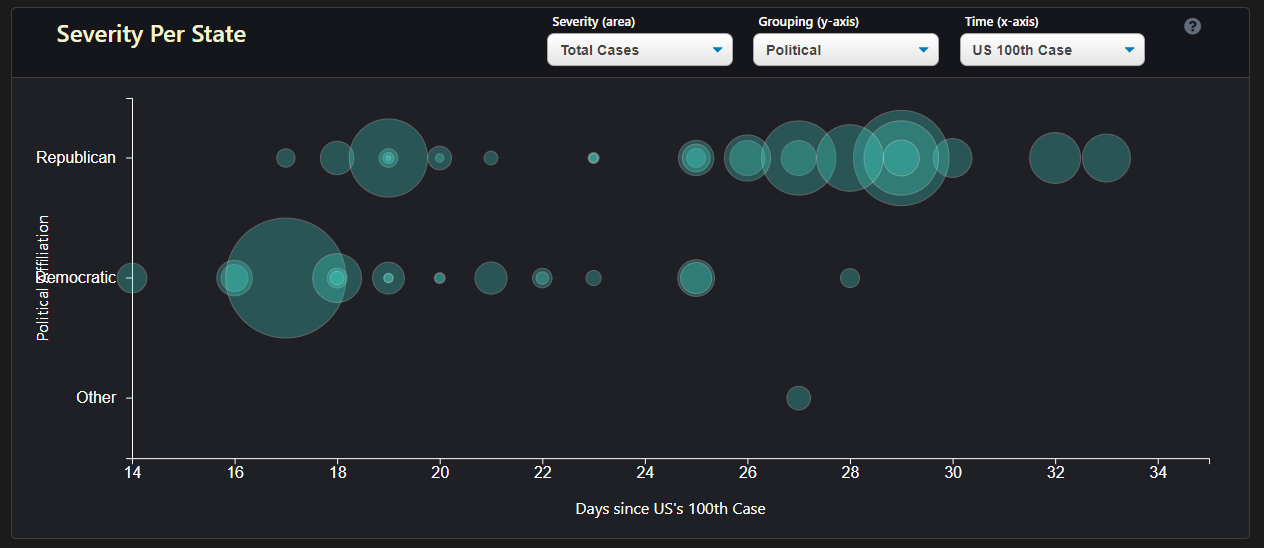 Severity Per State
Severity (area)
Total Cases
Grouping (y-axis)
Political
Time (x-axis)
US 100th Case
?
Republican
Democratic
Other
Political Affiliation
14 16 18 20 22 24 26 28 30 32 34
Days since US's 100th Case